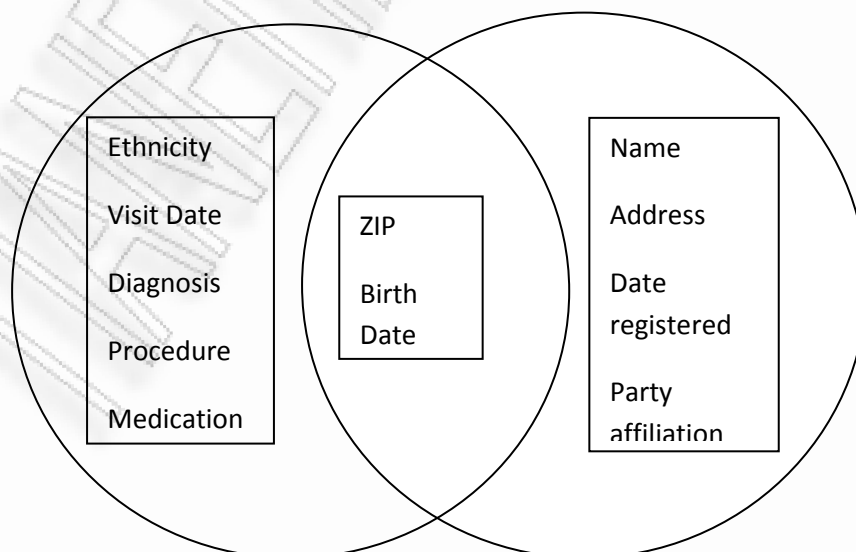 Ethnicity
Visit Date
Diagnosis
Procedure
Medication
ZIP
Birth
Date
Name
Address
Date
registered
Party
affiliation